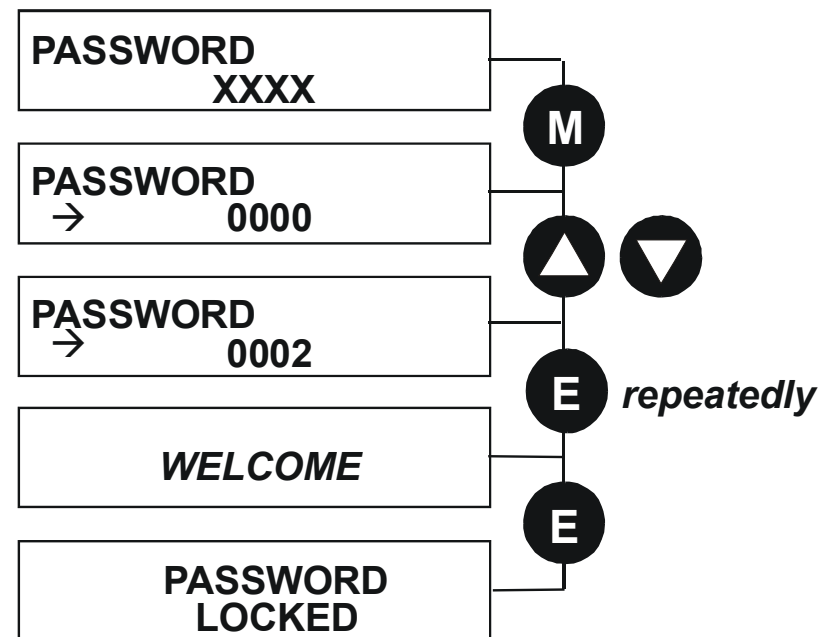 PASSWORD
XXXX
M
PASSWORD
→ 0000
PASSWORD
→ 0002
E repeatedly
WELCOME
E
PASSWORD
LOCKED